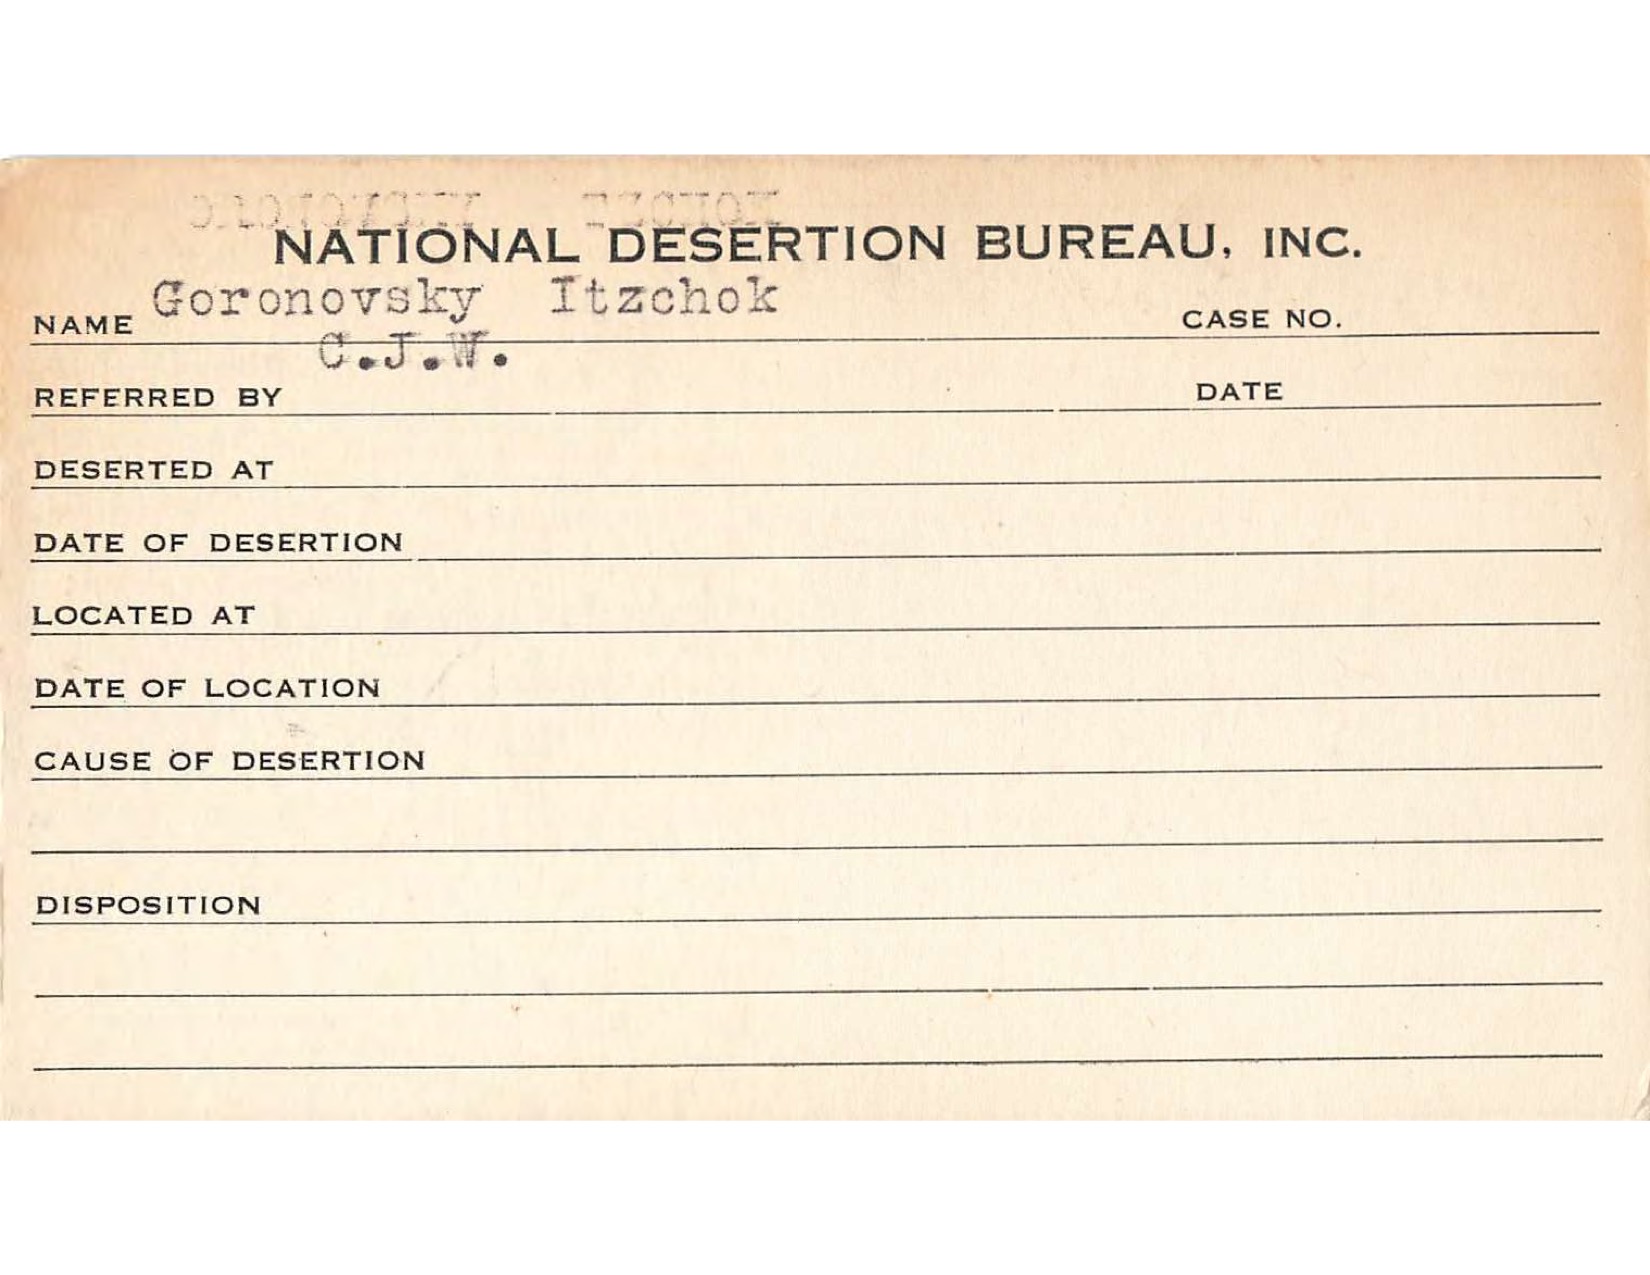 NATIONAL DESERTION BUREAU, INC.
NAME Goronovsky Itzchok CASE NO.
C.J.W.
REFERRED BY DATE
DESERTED AT
DATE OF DESERTION
LOCATED AT
DATE OF LOCATION
CAUSE OF DESERTION
DISPOSITION